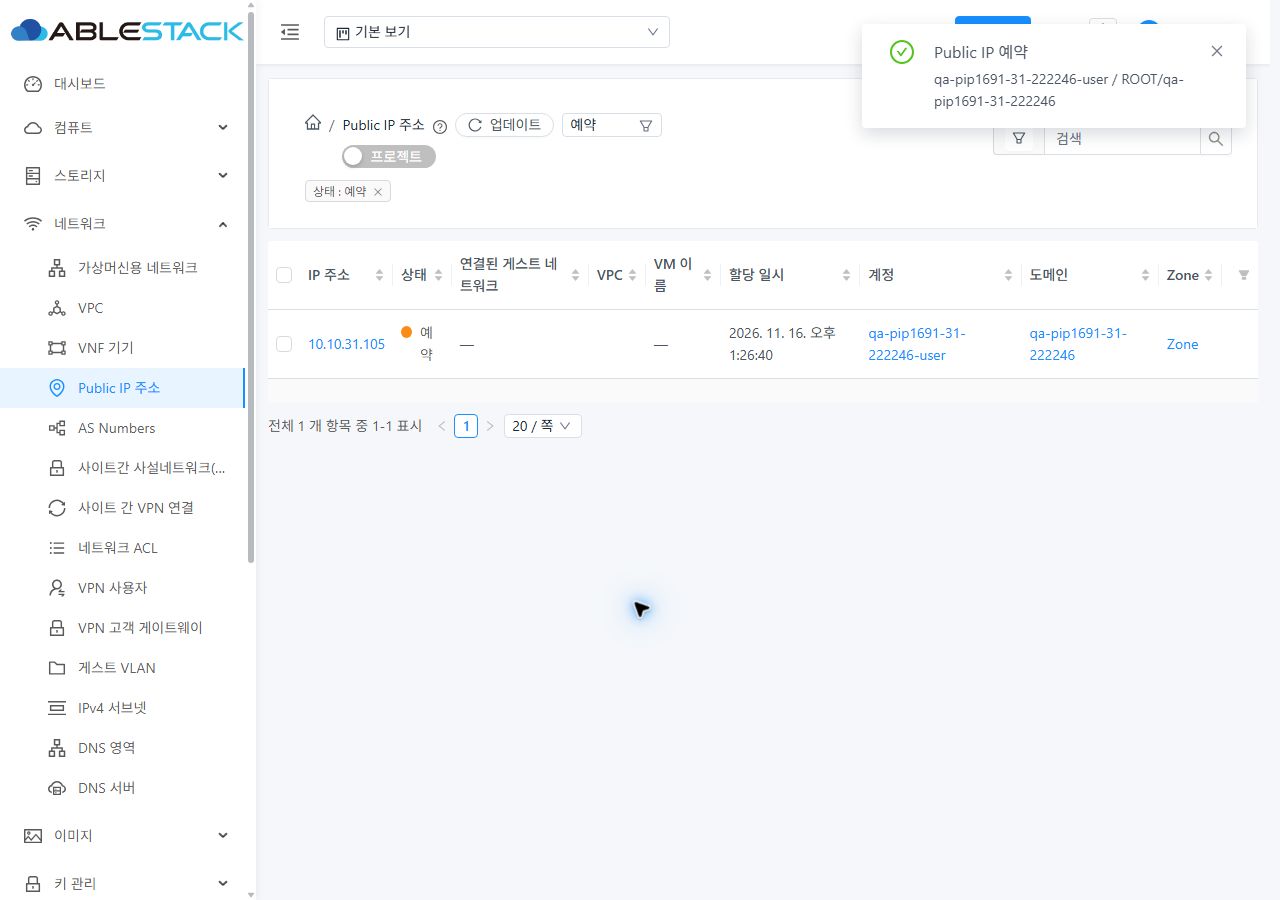 ABLESTACK
기본 보기
Public IP 예약
qa-pip1691-31-222246-user / ROOT/qa-
pip1691-31-222246
대시보드
컴퓨트
스토리지
네트워크
가상머신용 네트워크
VPC
VNF 기기
Public IP 주소
AS Numbers
사이트간 사설네트워크(...
사이트 간 VPN 연결
네트워크 ACL
VPN 사용자
VPN 고객 게이트웨이
게스트 VLAN
IPv4 서브넷
DNS 영역
DNS 서버
이미지
키 관리
/ Public IP 주소 업데이트 예약
프로젝트
상태 : 예약
검색
IP 주소 상태 연결된 게스트 네
트워크 VPC VM 이
름 할당 일시 계정 도메인 Zone
10.10.31.105 예
약 — — 2026. 11. 16. 오후
1:26:40 qa-pip1691-31-
222246-user qa-pip1691-31-
222246 Zone
전체 1 개 항목 중 1-1 표시 < 1 > 20 / 쪽